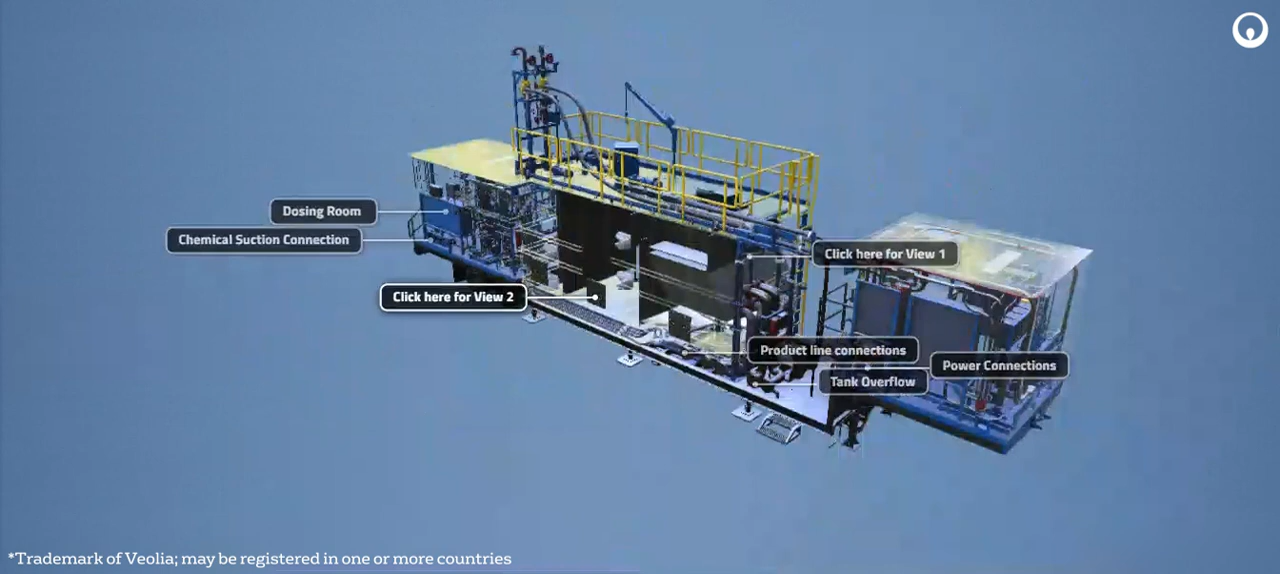 Dosing Room
Chemical Suction Connection
Click here for View 1
Click here for View 2
Product line connections
Power Connections
Tank Overflow
*Trademark of Veolia; may be registered in one or more countries